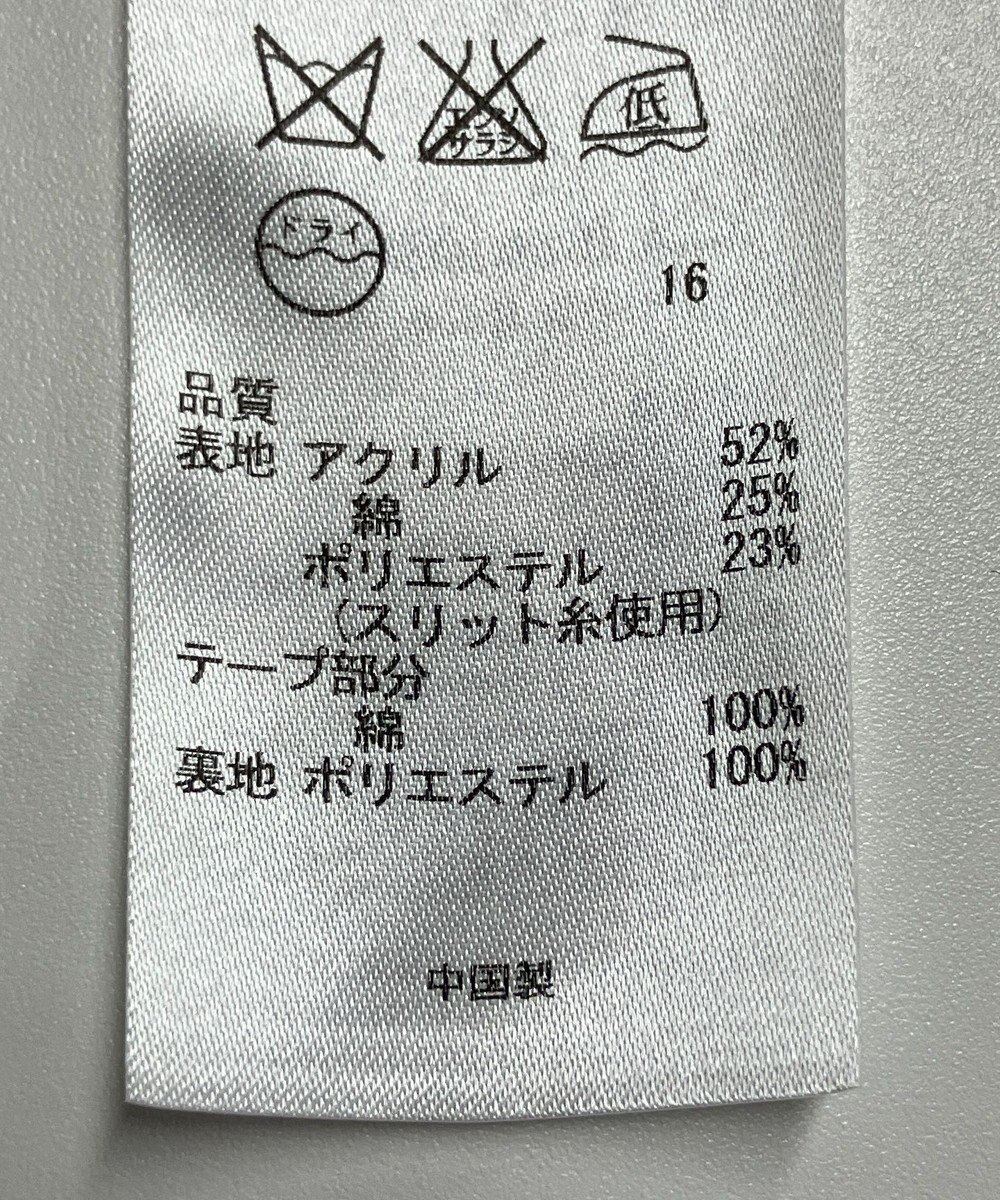 エンソ
サラシ
低
ドライ
16
品質
表地 アクリル 52%
綿 25%
ポリエステル 23%
(スリット糸使用)
テープ部分
綿 100%
裏地 ポリエステル 100%
中国製